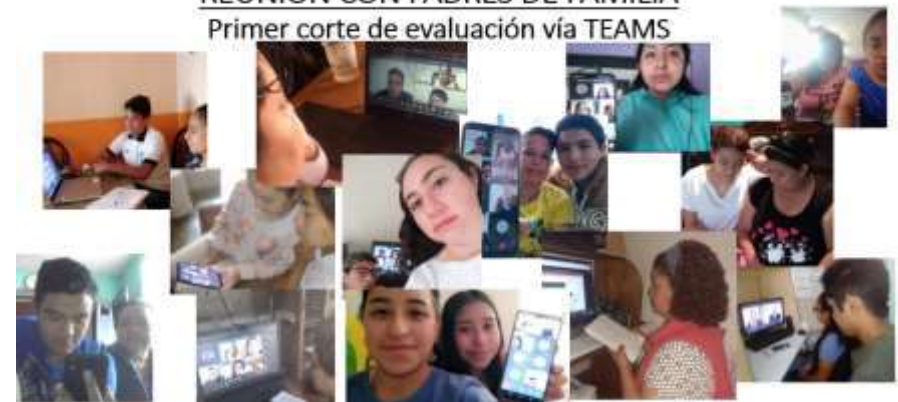 REUNIÓN CON PADRES DE FAMILIA
Primer corte de evaluación vía TEAMS